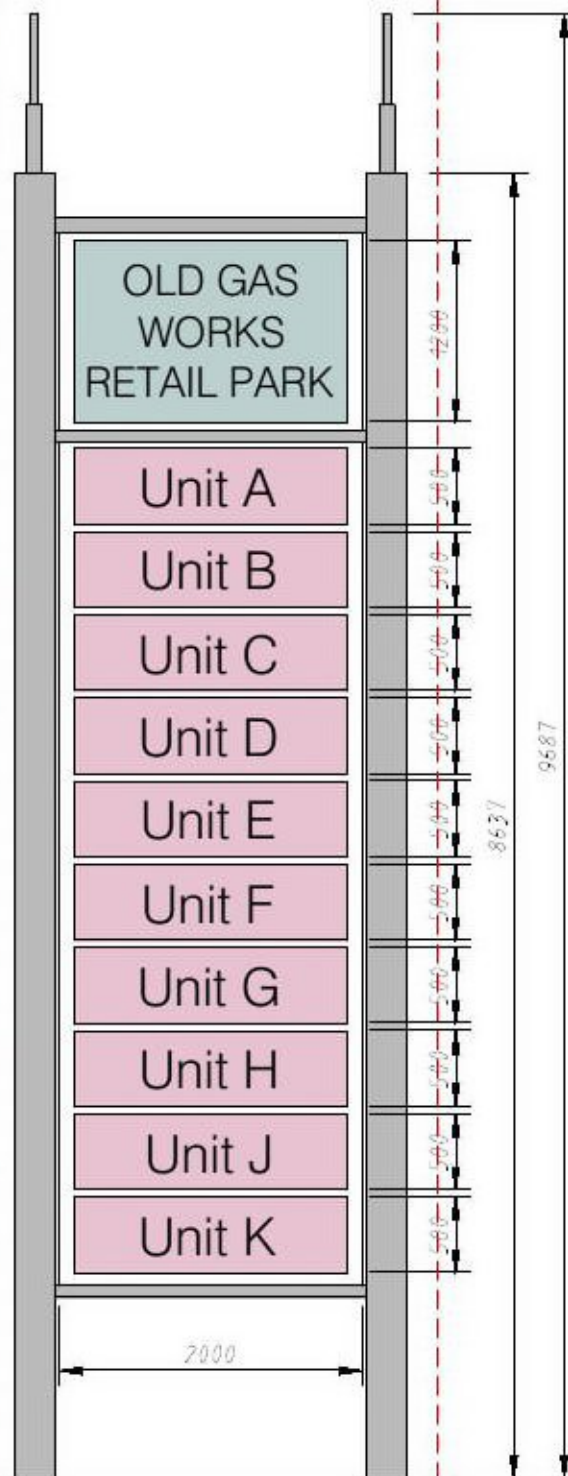 OLD GAS
WORKS
RETAIL PARK
1200
Unit A
500
Unit B
500
Unit C
500
Unit D
500
Unit E
500
Unit F
500
Unit G
500
Unit H
500
Unit J
500
Unit K
500
8637
9687
2000